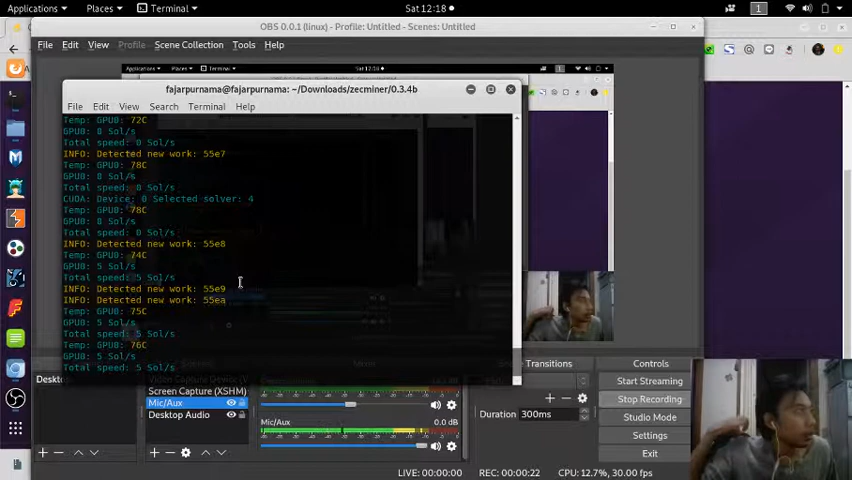 Applications Places Terminal Sat 12:18 1
OBS 0.0.1 (linux) - Profile: Untitled - Scenes: Untitled
File Edit View Profile Scene Collection Tools Help
fajarpurnama@fajarpurnama: ~/Downloads/zecminer/0.3.4b
File Edit View Search Terminal Help
Temp: GPU0: 72C
GPU0: 0 Sol/s
Total speed: 0 Sol/s
INFO: Detected new work: 55e7
Temp: GPU0: 78C
GPU0: 0 Sol/s
Total speed: 0 Sol/s
CUDA: Device: 0 Selected solver: 4
Temp: GPU0: 78C
GPU0: 0 Sol/s
Total speed: 0 Sol/s
INFO: Detected new work: 55e8
Temp: GPU0: 74C
GPU0: 5 Sol/s
Total speed: 5 Sol/s
INFO: Detected new work: 55e9
INFO: Detected new work: 55ea
Temp: GPU0: 75C
GPU0: 5 Sol/s
Total speed: 5 Sol/s
Temp: GPU0: 76C
GPU0: 5 Sol/s
Total speed: 5 Sol/s
Desktop
Screen Capture (XSHM)
Mic/Aux
Desktop Audio
Mic/Aux 0.0 dB
Transitions
Duration 300ms
Controls
Start Streaming
Stop Recording
Studio Mode
Settings
Exit
LIVE: 00:00:00 REC: 00:00:22 CPU: 12.7%, 30.00 fps